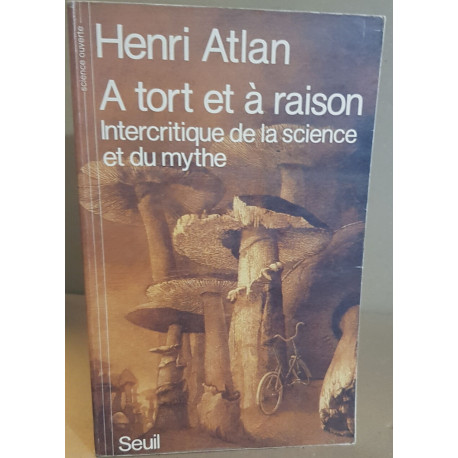 science ouverte
Henri Atlan
A tort et à raison
Intercritique de la science
et du mythe
Seuil